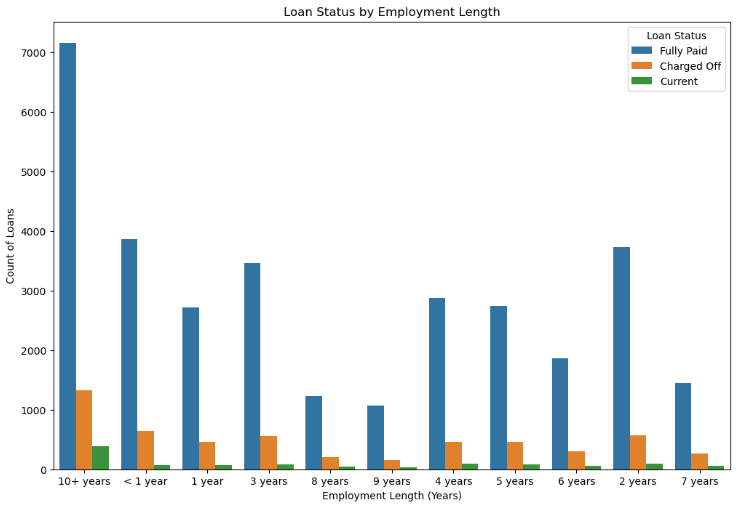 Loan Status by Employment Length
Loan Status
Fully Paid
Charged Off
Current
Count of Loans
7000
6000
5000
4000
3000
2000
1000
0
10+ years
< 1 year
1 year
3 years
8 years
9 years
4 years
5 years
6 years
2 years
7 years
Employment Length (Years)